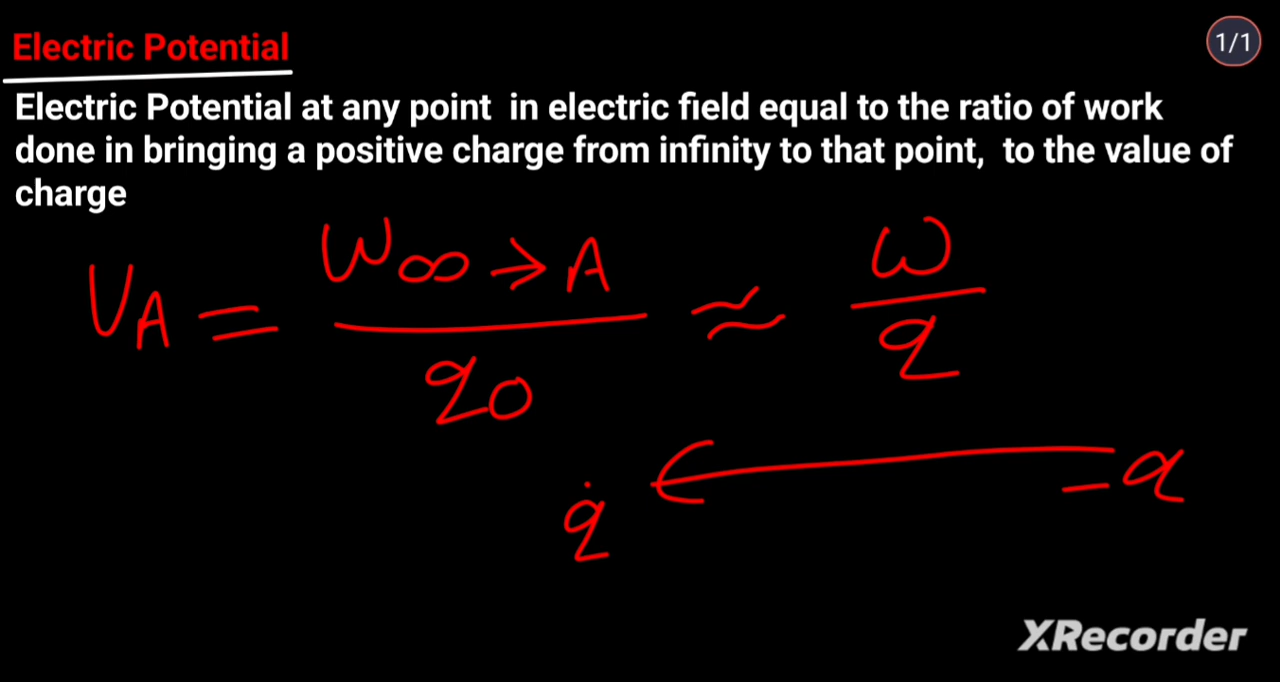 Electric Potential
1/1
Electric Potential at any point in electric field equal to the ratio of work
done in bringing a positive charge from infinity to that point, to the value of
charge
V_A = W∞→A / q0 ≈ ω / q
q ← -q
XRecorder